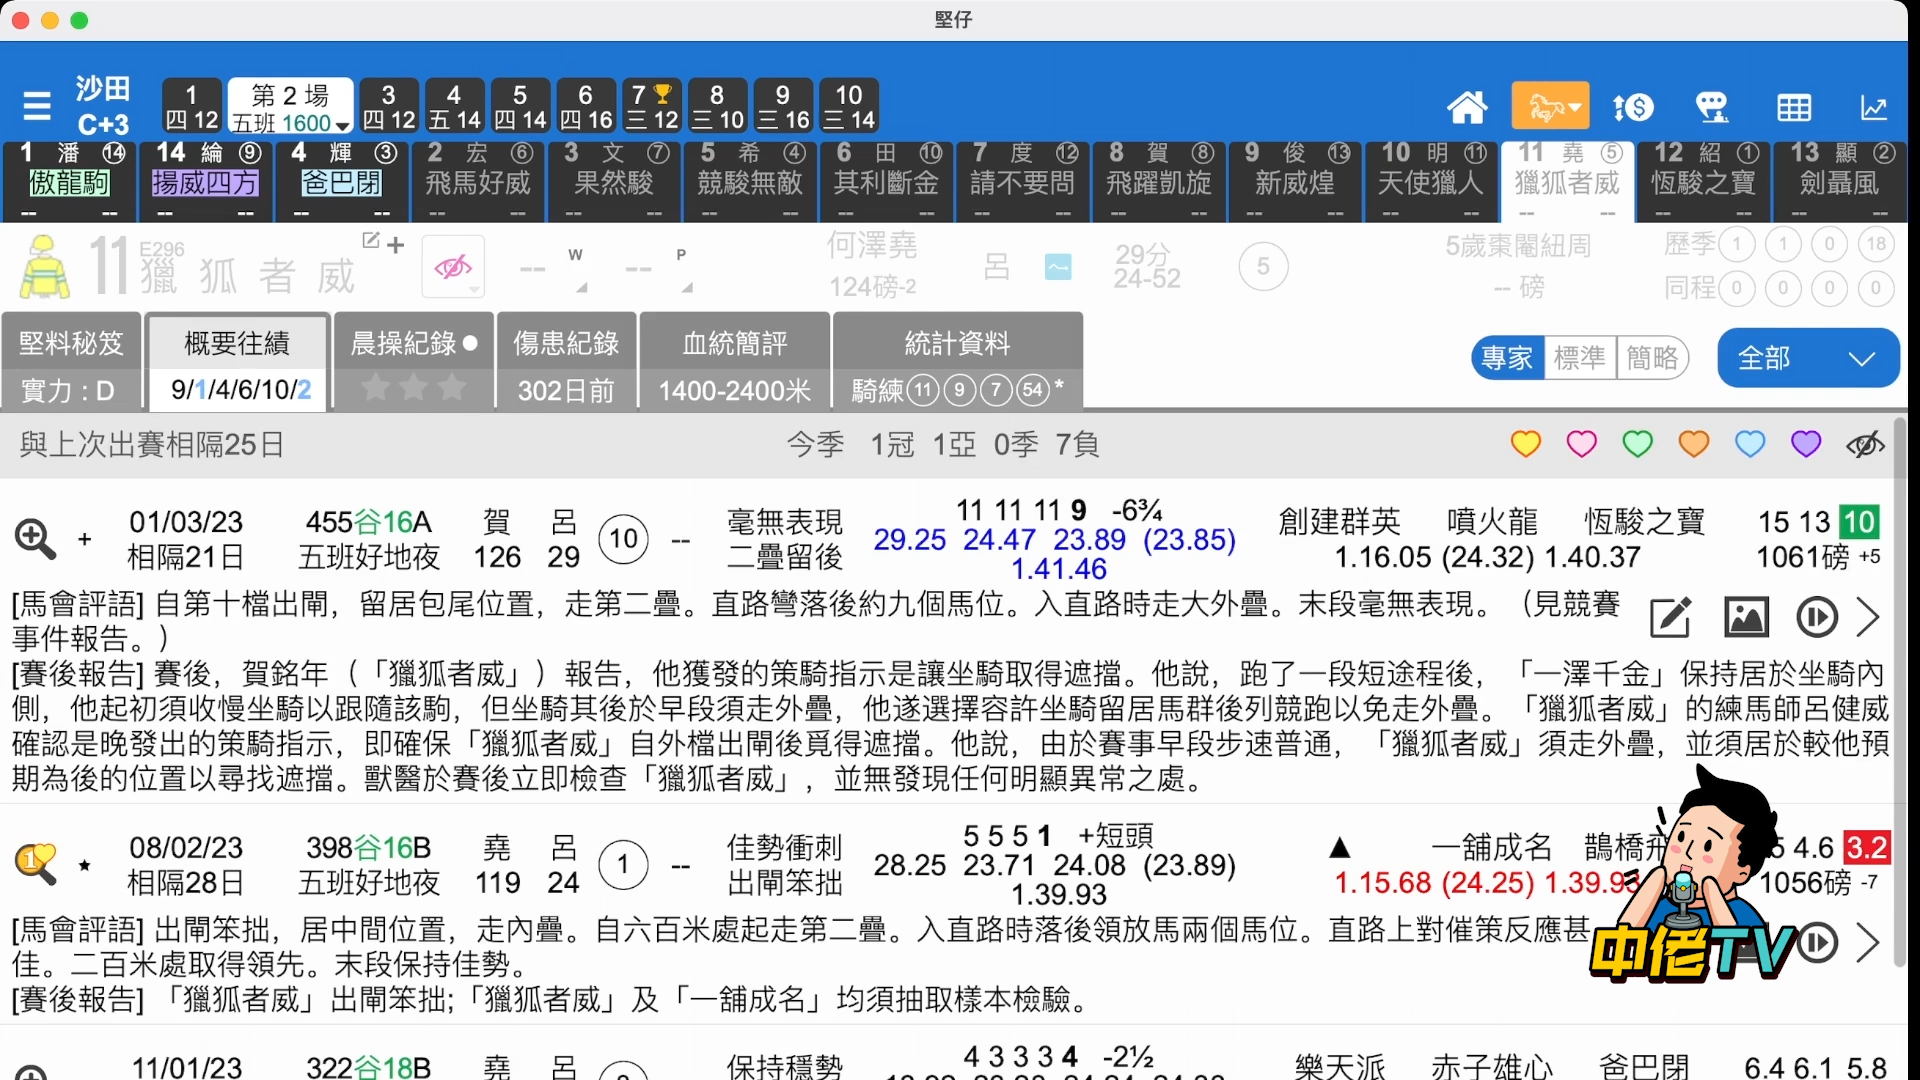 堅仔
沙田
C+3
1
四 12
第 2 場
五班 1600
3
四 12
4
五 14
5
四 14
6
四 16
7
三 12
8
三 10
9
三 16
10
三 14
1 潘 14
傲龍駒
-- --
14 綸 9
揚威四方
-- --
4 輝 3
爸巴閉
-- --
2 宏 6
飛馬好威
-- --
3 文 7
果然駿
-- --
5 希 4
競駿無敵
-- --
6 田 10
其利斷金
-- --
7 度 12
請不要問
-- --
8 賀 8
飛躍凱旋
-- --
9 俊 13
新威煌
-- --
10 明 11
天使獵人
-- --
11 堯 5
獵狐者威
-- --
12 紹 1
恆駿之寶
-- --
13 顯 2
劍聶風
-- --
11 E296
獵狐者威
-- W -- P
何澤堯
124磅-2
呂
29分
24-52
5
5歲棗閹紐周
-- 磅
歷季 1 1 0 18
同程 0 0 0 0
堅料秘笈
實力 : D
概要往績
9/1/4/6/10/2
晨操紀錄
傷患紀錄
302日前
血統簡評
1400-2400米
統計資料
騎練 11 9 7 54 *
專家 標準 簡略
全部
與上次出賽相隔25日 今季 1冠 1亞 0季 7負
+ 01/03/23 455谷16A 賀 呂 10 -- 毫無表現 11 11 11 9 -6¾ 創建群英 噴火龍 恆駿之寶 15 13 10
相隔21日 五班好地夜 126 29 二疊留後 29.25 24.47 23.89 (23.85) 1.16.05 (24.32) 1.40.37 1061磅 +5
1.41.46
[馬會評語] 自第十檔出閘，留居包尾位置，走第二疊。直路彎落後約九個馬位。入直路時走大外疊。末段毫無表現。（見競賽
事件報告。）
[賽後報告] 賽後，賀銘年（「獵狐者威」）報告，他獲發的策騎指示是讓坐騎取得遮擋。他說，跑了一段短途程後，「一澤千金」保持居於坐騎內
側，他起初須收慢坐騎以跟隨該駒，但坐騎其後於早段須走外疊，他遂選擇容許坐騎留居馬群後列競跑以免走外疊。「獵狐者威」的練馬師呂健威
確認是晚發出的策騎指示，即確保「獵狐者威」自外檔出閘後覓得遮擋。他說，由於賽事早段步速普通，「獵狐者威」須走外疊，並須居於較他預
期為後的位置以尋找遮擋。獸醫於賽後立即檢查「獵狐者威」，並無發現任何明顯異常之處。
1 ★ 08/02/23 398谷16B 堯 呂 1 -- 佳勢衝刺 5 5 5 1 +短頭 ▲ 一舖成名 鵲橋飛 4.6 3.2
相隔28日 五班好地夜 119 24 出閘笨拙 28.25 23.71 24.08 (23.89) 1.15.68 (24.25) 1.39.93 1056磅 -7
1.39.93
[馬會評語] 出閘笨拙，居中間位置，走內疊。自六百米處起走第二疊。入直路時落後領放馬兩個馬位。直路上對催策反應甚
佳。二百米處取得領先。末段保持佳勢。
[賽後報告] 「獵狐者威」出閘笨拙;「獵狐者威」及「一舖成名」均須抽取樣本檢驗。
中佬TV
11/01/23 322谷18B 堯 呂 保持穩勢 4 3 3 3 4 -2½ 樂天派 赤子雄心 爸巴閉 6.4 6.1 5.8